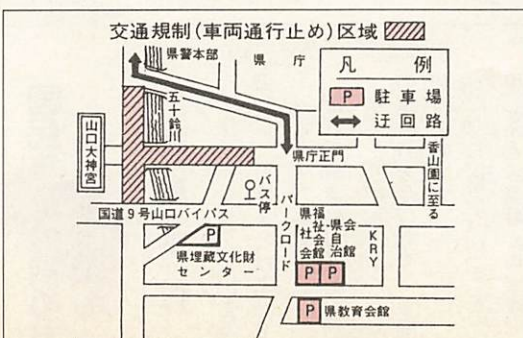 交通規制(車両通行止め)区域
県警本部
県庁
凡例
P 駐車場
迂回路
五十鈴川
山口大神宮
県庁正門
香山園に至る
バス停
パークロード
国道9号山口バイパス
県社会福祉会館
県自治会館
KRY
P
県埋蔵文化財
センター
P P
P 県教育会館